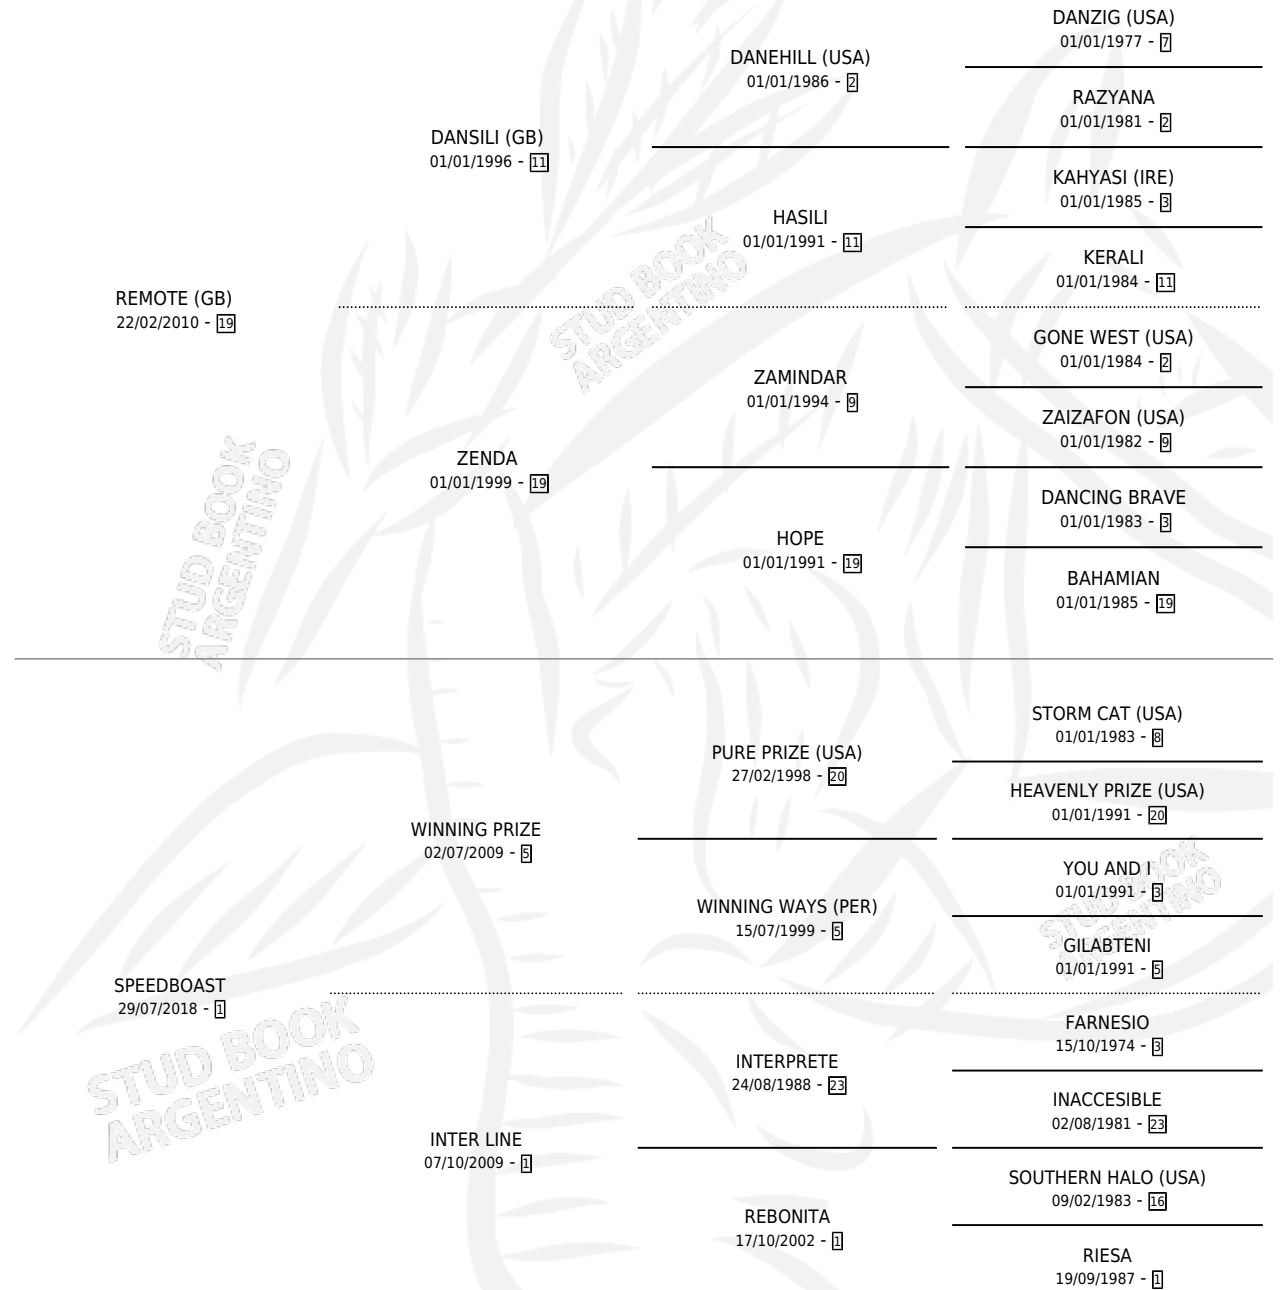 DANZIG (USA)
01/01/1977 - 7
DANEHILL (USA)
01/01/1986 - 2
RAZYANA
01/01/1981 - 2
DANSILI (GB)
01/01/1996 - 11
KAHYASI (IRE)
01/01/1985 - 3
HASILI
01/01/1991 - 11
KERALI
01/01/1984 - 11
REMOTE (GB)
22/02/2010 - 19
GONE WEST (USA)
01/01/1984 - 2
ZAMINDAR
01/01/1994 - 9
ZAIZAFON (USA)
01/01/1982 - 9
ZENDA
01/01/1999 - 19
DANCING BRAVE
01/01/1983 - 3
HOPE
01/01/1991 - 19
BAHAMIAN
01/01/1985 - 19
STORM CAT (USA)
01/01/1983 - 8
PURE PRIZE (USA)
27/02/1998 - 20
HEAVENLY PRIZE (USA)
01/01/1991 - 20
WINNING PRIZE
02/07/2009 - 5
YOU AND I
01/01/1991 - 3
WINNING WAYS (PER)
15/07/1999 - 5
GILABTENI
01/01/1991 - 5
SPEEDBOAST
29/07/2018 - 1
FARNESIO
15/10/1974 - 3
INTERPRETE
24/08/1988 - 23
INACCESIBLE
02/08/1981 - 23
INTER LINE
07/10/2009 - 1
SOUTHERN HALO (USA)
09/02/1983 - 16
REBONITA
17/10/2002 - 1
RIESA
19/09/1987 - 1
STUD BOOK
ARGENTINO
STUD BOOK
ARGENTINO
STUD BOOK
ARGENTINO
STUD BOOK
ARGENTINO